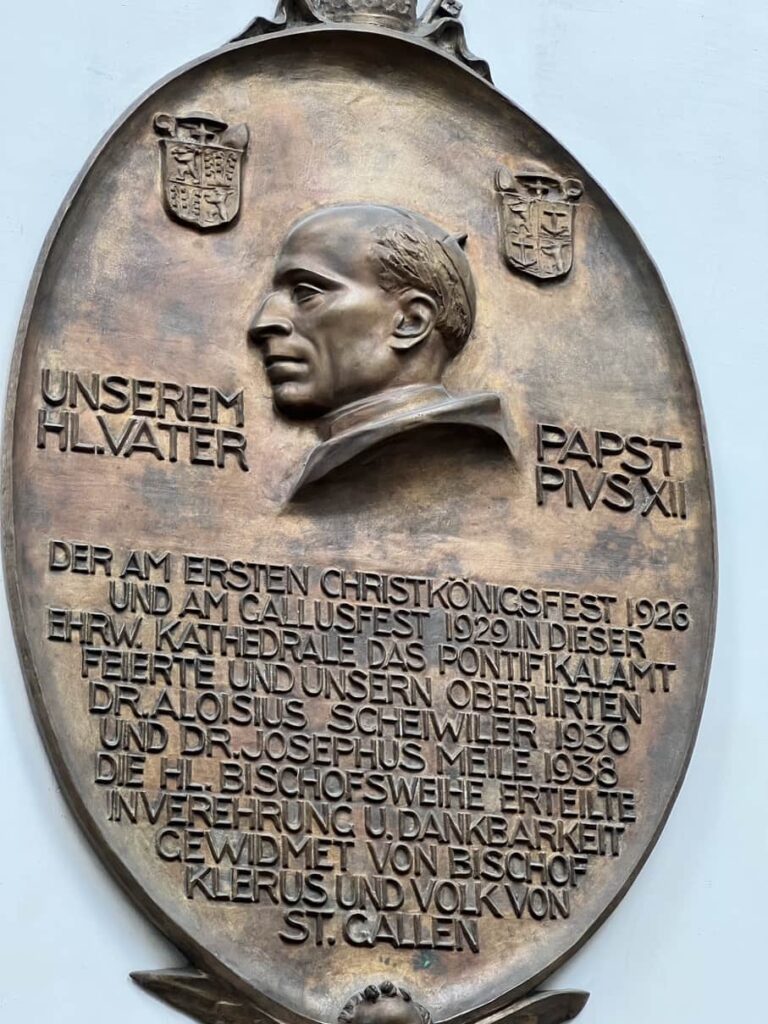 UNSEREM
HL.VATER
PAPST
PIVS XII
DER AM ERSTEN CHRISTKÖNIGSFEST 1926
UND AM GALLUSFEST 1929 IN DIESER
EHRW. KATHEDRALE DAS PONTIFIKALAMT
FEIERTE UND UNSERN OBERHIRTEN
DR. ALOISIUS SCHEIWILER 1930
UND DR. JOSEPHUS MEILE 1938
DIE HL. BISCHOFSWEIHE ERTEILTE
IN VEREHRUNG U. DANKBARKEIT
GEWIDMET VON BISCHOF
KLERUS UND VOLK VON
ST. GALLEN